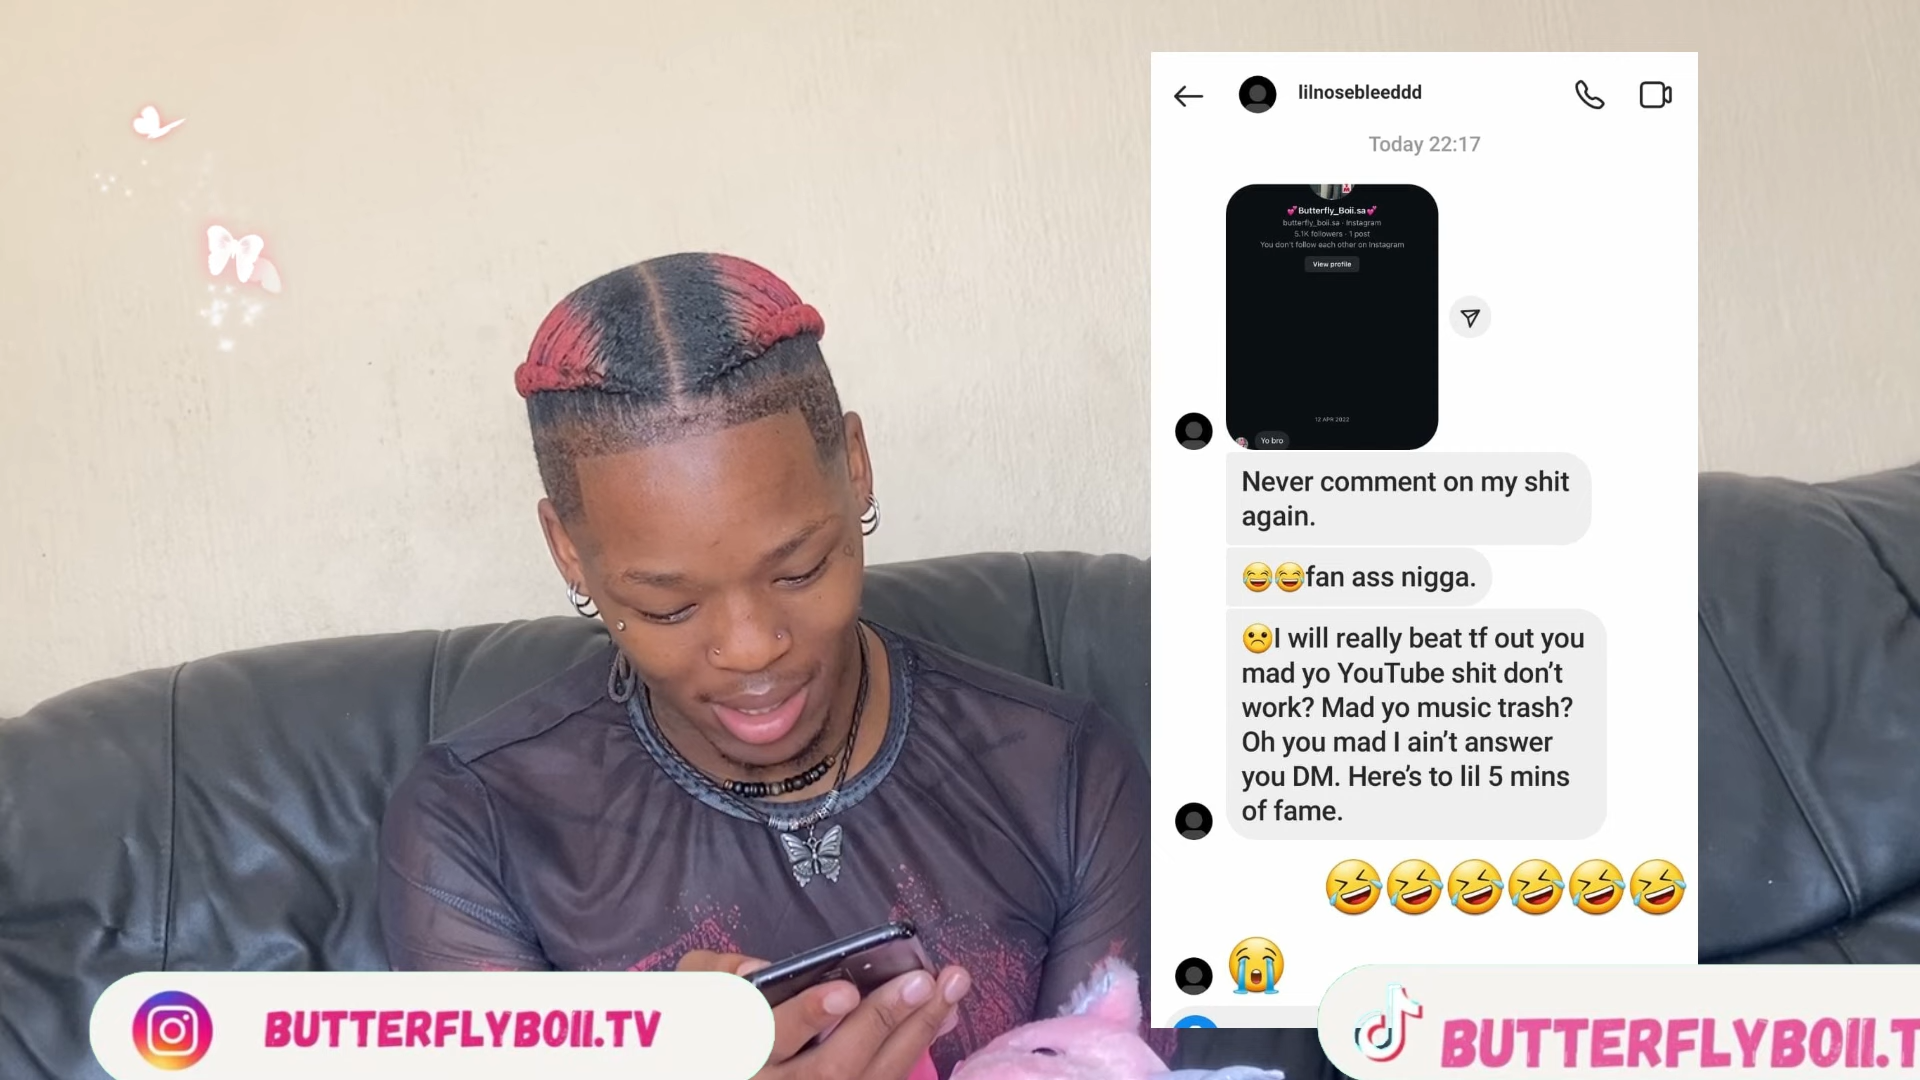 lilnosebleeddd
Today 22:17
💕Butterfly_Boii.sa💕
butterfly_boii.sa · Instagram
5.1K followers · 1 post
You don't follow each other on Instagram
View profile
12 APR 2022
Yo bro
Never comment on my shit
again.
😂😂fan ass nigga.
☹️I will really beat tf out you
mad yo YouTube shit don’t
work? Mad yo music trash?
Oh you mad I ain’t answer
you DM. Here’s to lil 5 mins
of fame.
🤣🤣🤣🤣🤣🤣
😭
BUTTERFLYBOII.TV
BUTTERFLYBOII.T